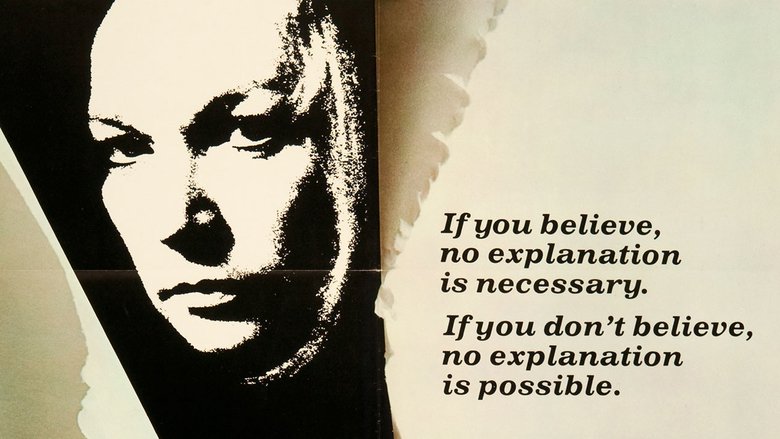 If you believe,
no explanation
is necessary.
If you don't believe,
no explanation
is possible.